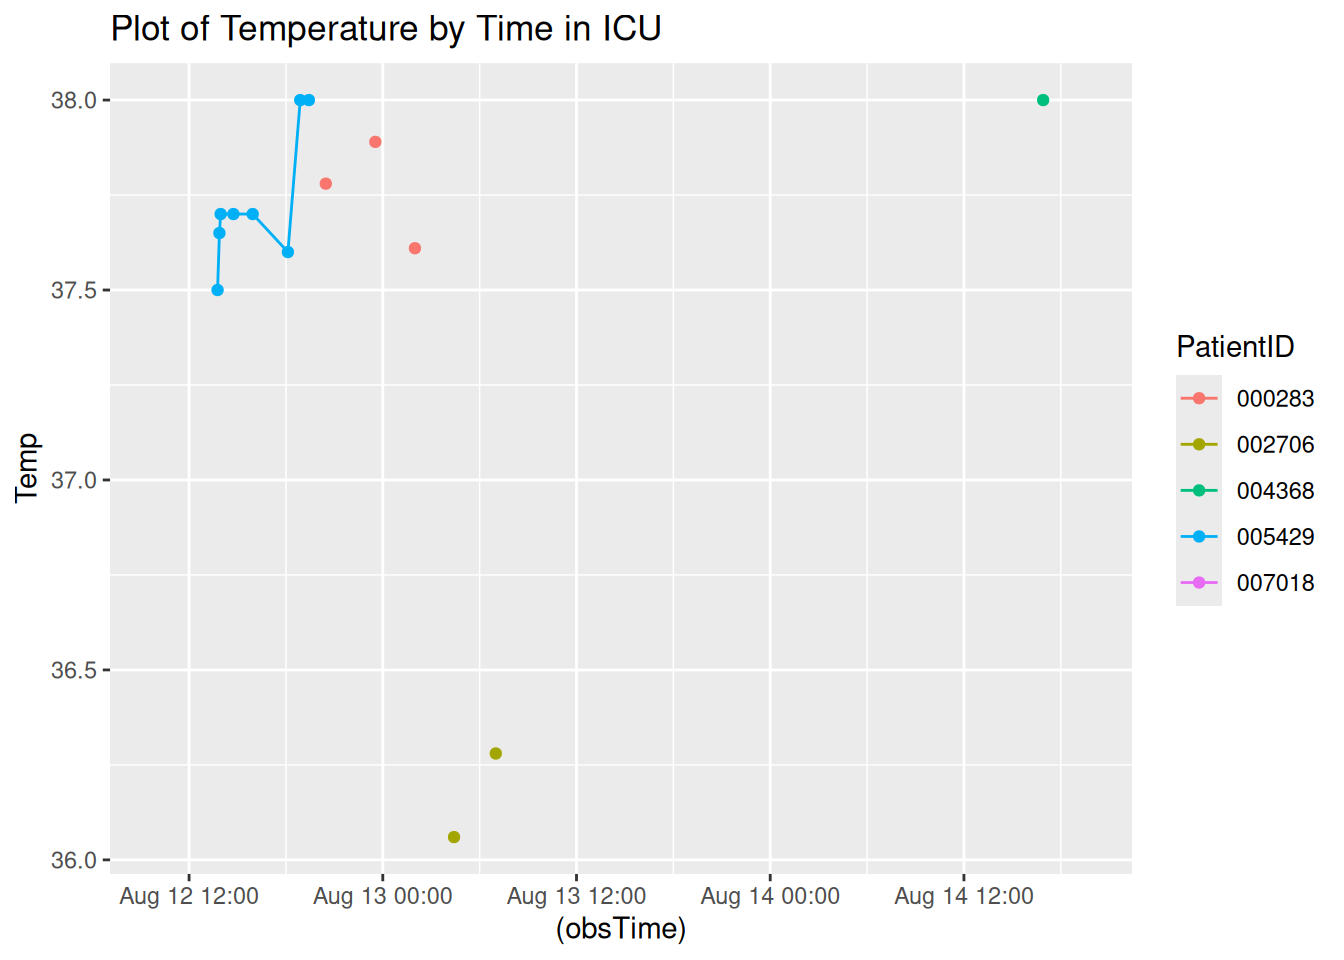 Plot of Temperature by Time in ICU
38.0
37.5
37.0
36.5
36.0
Temp
Aug 12 12:00
Aug 13 00:00
Aug 13 12:00
Aug 14 00:00
Aug 14 12:00
(obsTime)
PatientID
000283
002706
004368
005429
007018